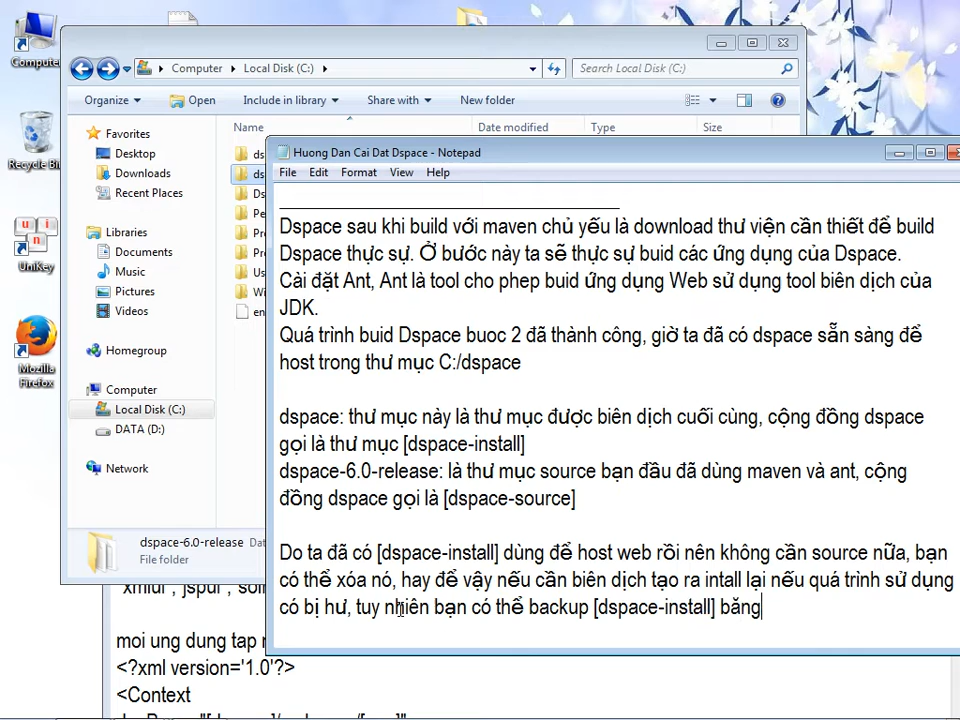 Computer
Recycle Bin
UniKey
Mozilla
Firefox
Computer
Local Disk (C:)
Search Local Disk (C:)
Organize
Open
Include in library
Share with
New folder
Name
Date modified
Type
Size
Favorites
Desktop
Downloads
Recent Places
Libraries
Documents
Music
Pictures
Videos
Homegroup
Computer
Local Disk (C:)
DATA (D:)
Network
dspace-6.0-release
File folder
Huong Dan Cai Dat Dspace - Notepad
File Edit Format View Help
Dspace sau khi build với maven chủ yếu là download thư viện cần thiết để build
Dspace thực sự. Ở bước này ta sẽ thực sự buid các ứng dụng của Dspace.
Cài đặt Ant, Ant là tool cho phep buid ứng dụng Web sử dụng tool biên dịch của
JDK.
Quá trình buid Dspace buoc 2 đã thành công, giờ ta đã có dspace sẵn sàng để
host trong thư mục C:/dspace
dspace: thư mục này là thư mục được biên dịch cuối cùng, cộng đồng dspace
gọi là thư mục [dspace-install]
dspace-6.0-release: là thư mục source bạn đầu đã dùng maven và ant, cộng
đồng dspace gọi là [dspace-source]
Do ta đã có [dspace-install] dùng để host web rồi nên không cần source nữa, bạn
có thể xóa nó, hay để vậy nếu cần biên dịch tạo ra intall lại nếu quá trình sử dụng
có bị hư, tuy nhiên bạn có thể backup [dspace-install] băng
moi ung dung tap
<?xml version='1.0'?>
<Context